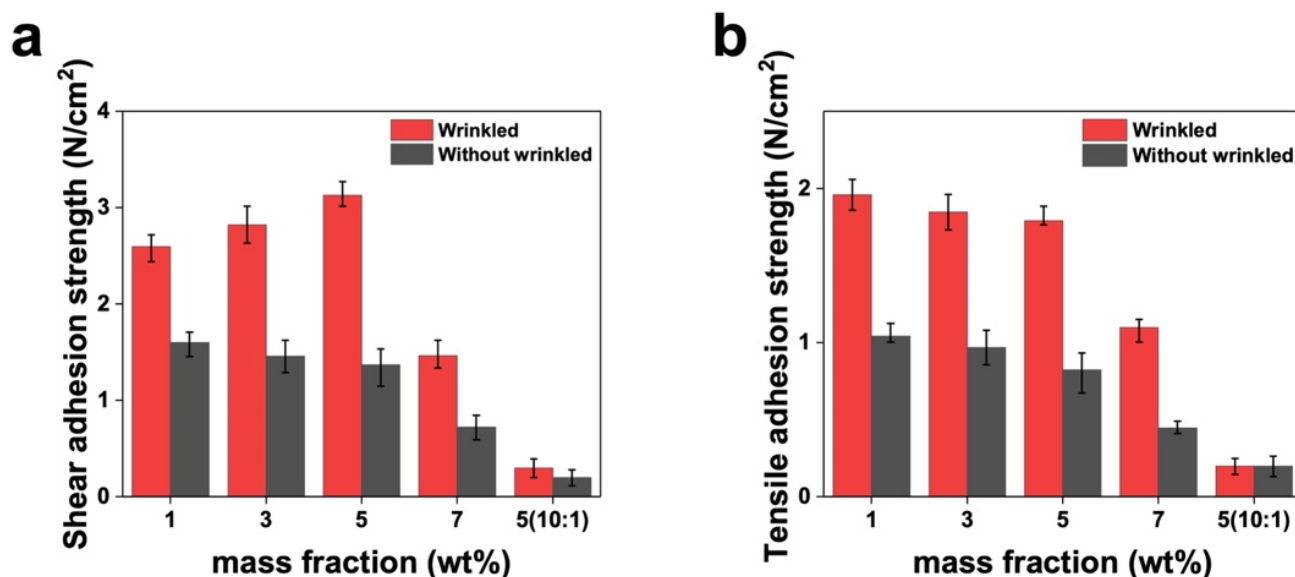 a
Shear adhesion strength (N/cm²)
4
3
2
1
0
Wrinkled
Without wrinkled
1 3 5 7 5(10:1)
mass fraction (wt%)
b
Tensile adhesion strength (N/cm²)
2
1
0
Wrinkled
Without wrinkled
1 3 5 7 5(10:1)
mass fraction (wt%)